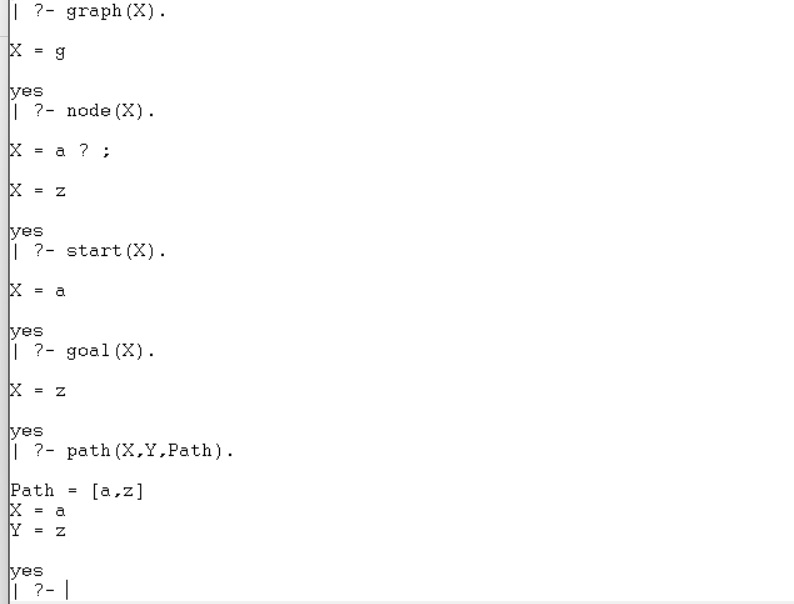 | ?- graph(X).
X = g
yes
| ?- node(X).
X = a ? ;
X = z
yes
| ?- start(X).
X = a
yes
| ?- goal(X).
X = z
yes
| ?- path(X,Y,Path).
Path = [a,z]
X = a
Y = z
yes
| ?- |